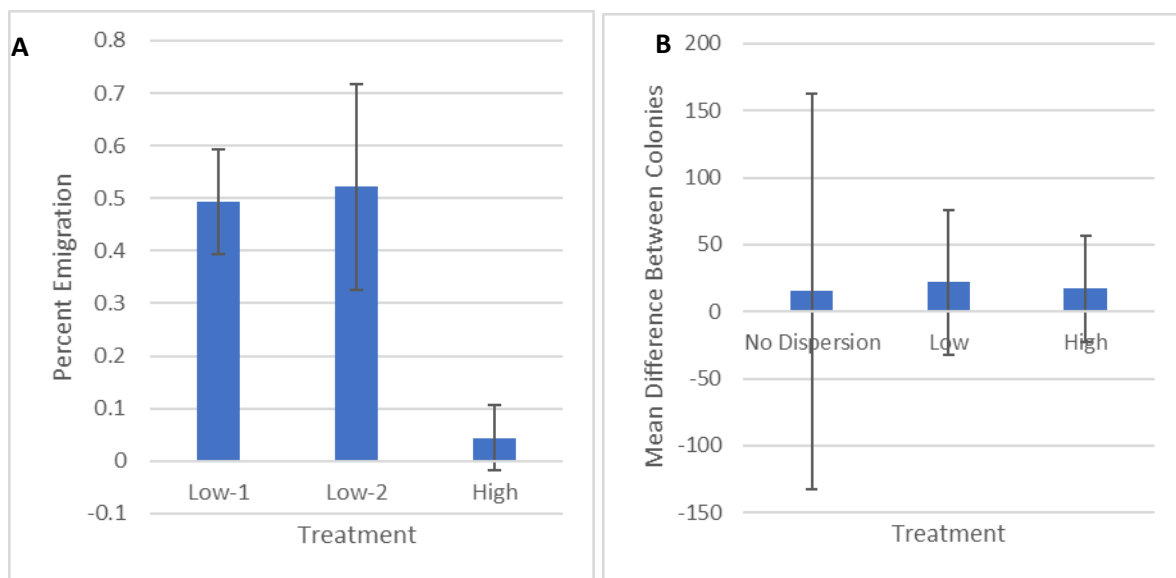 A
0.8
0.7
0.6
0.5
0.4
0.3
0.2
0.1
0
-0.1
Percent Emigration
Low-1 Low-2 High
Treatment
B
200
150
100
50
0
-50
-100
-150
Mean Difference Between Colonies
No Dispersion Low High
Treatment